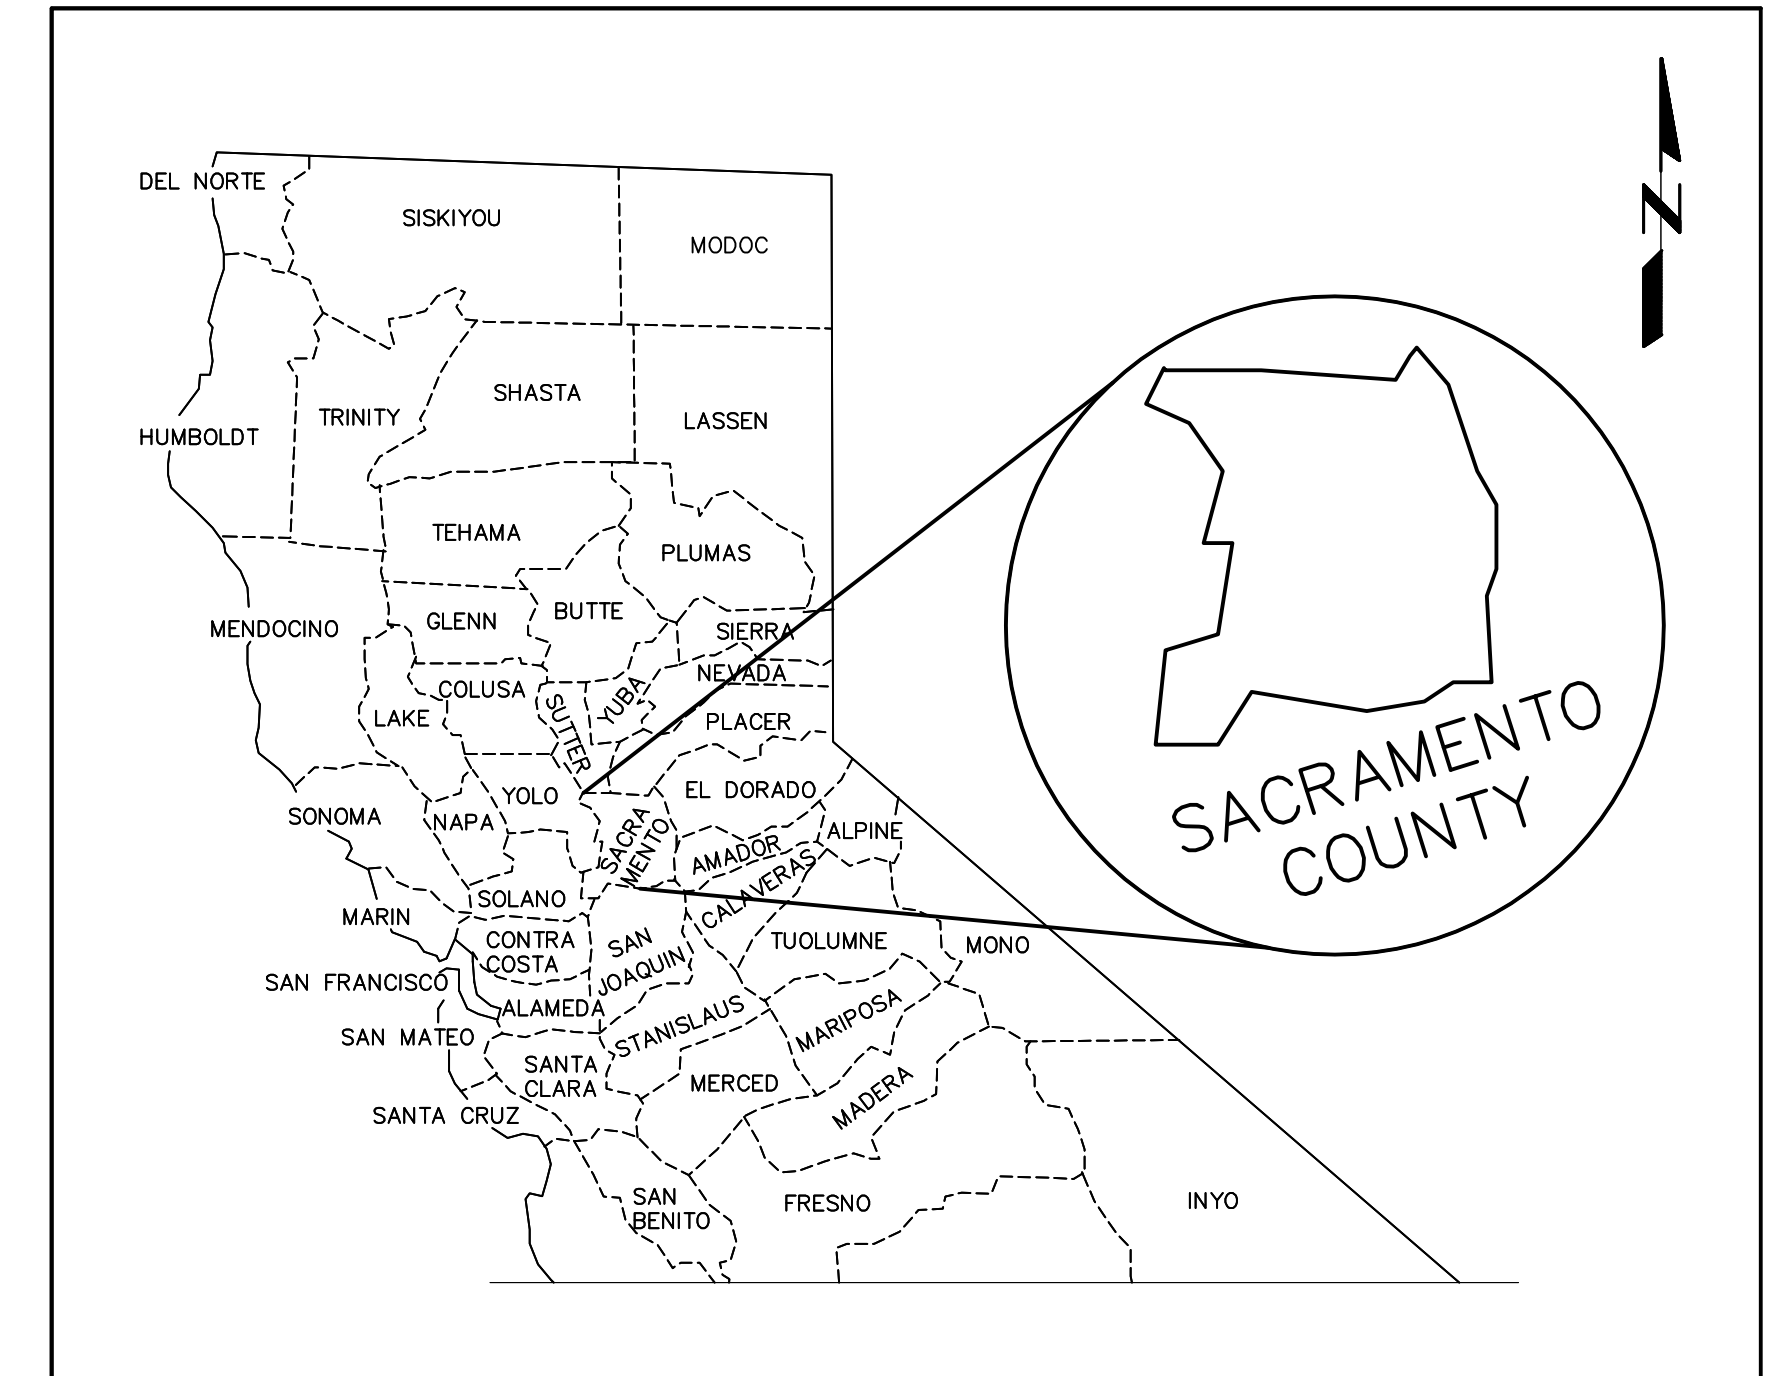 DEL NORTE
SISKIYOU
MODOC
N
SHASTA
TRINITY
LASSEN
HUMBOLDT
TEHAMA
PLUMAS
BUTTE
GLENN
MENDOCINO
SIERRA
NEVADA
COLUSA
YUBA
SUTTER
LAKE
PLACER
EL DORADO
YOLO
SONOMA
NAPA
SACRA
MENTO
ALPINE
AMADOR
CALAVERAS
SOLANO
MARIN
CONTRA
COSTA
SAN
JOAQUIN
TUOLUMNE
MONO
SAN FRANCISCO
ALAMEDA
STANISLAUS
MARIPOSA
SAN MATEO
SANTA
CLARA
MERCED
MADERA
SANTA CRUZ
SAN
BENITO
FRESNO
INYO
SACRAMENTO
COUNTY